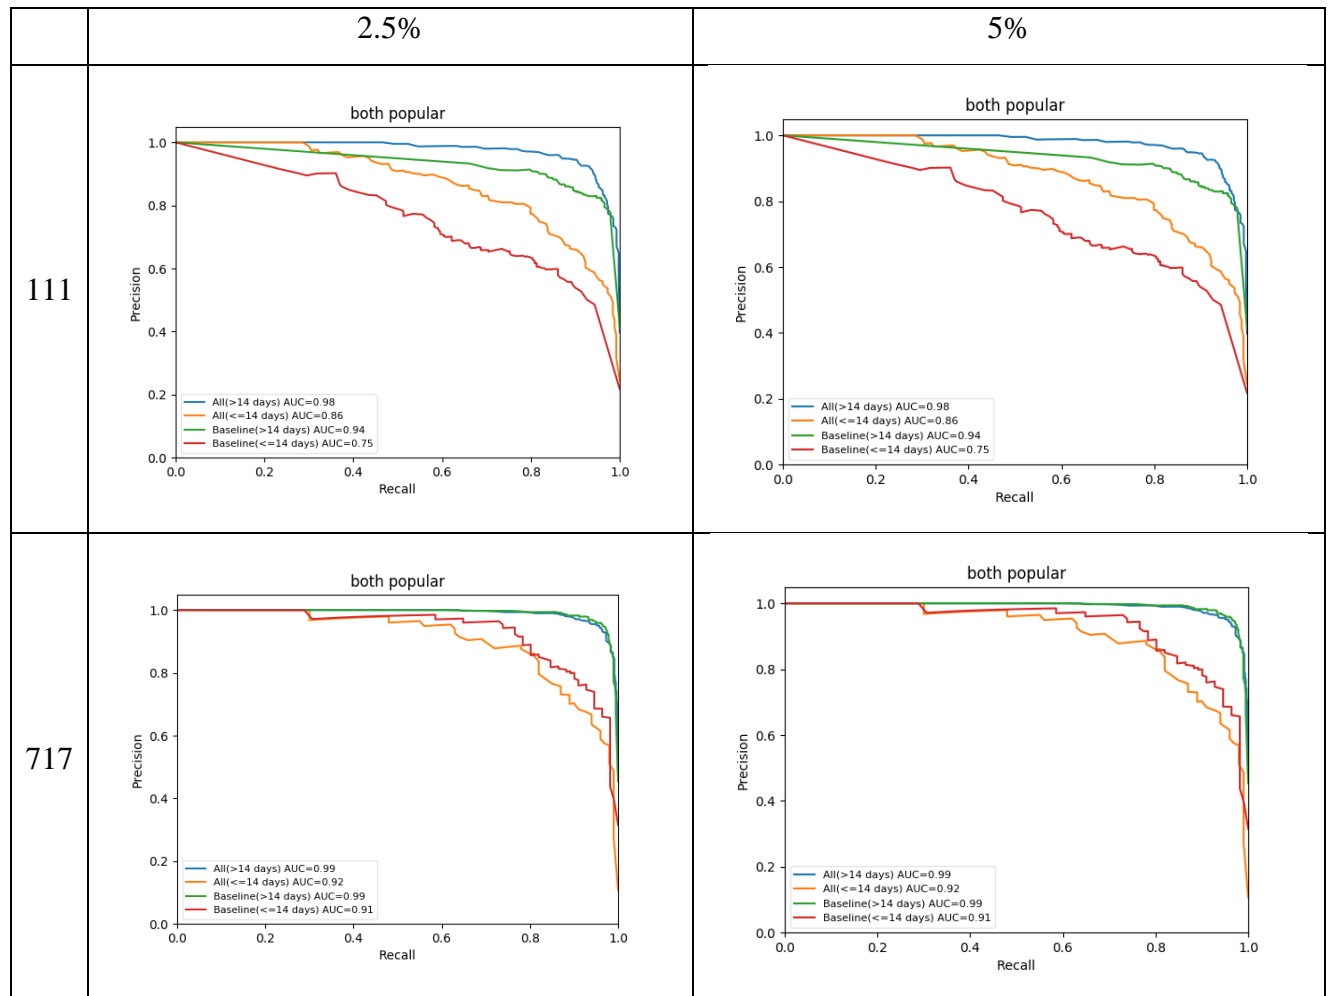 2.5%
5%
111
both popular
1.0
0.8
0.6
0.4
0.2
0.0
Precision
All(>14 days) AUC=0.98
All(<=14 days) AUC=0.86
Baseline(>14 days) AUC=0.94
Baseline(<=14 days) AUC=0.75
0.0 0.2 0.4 0.6 0.8 1.0
Recall
both popular
1.0
0.8
0.6
0.4
0.2
0.0
Precision
All(>14 days) AUC=0.98
All(<=14 days) AUC=0.86
Baseline(>14 days) AUC=0.94
Baseline(<=14 days) AUC=0.75
0.0 0.2 0.4 0.6 0.8 1.0
Recall
717
both popular
1.0
0.8
0.6
0.4
0.2
0.0
Precision
All(>14 days) AUC=0.99
All(<=14 days) AUC=0.92
Baseline(>14 days) AUC=0.99
Baseline(<=14 days) AUC=0.91
0.0 0.2 0.4 0.6 0.8 1.0
Recall
both popular
1.0
0.8
0.6
0.4
0.2
0.0
Precision
All(>14 days) AUC=0.99
All(<=14 days) AUC=0.92
Baseline(>14 days) AUC=0.99
Baseline(<=14 days) AUC=0.91
0.0 0.2 0.4 0.6 0.8 1.0
Recall